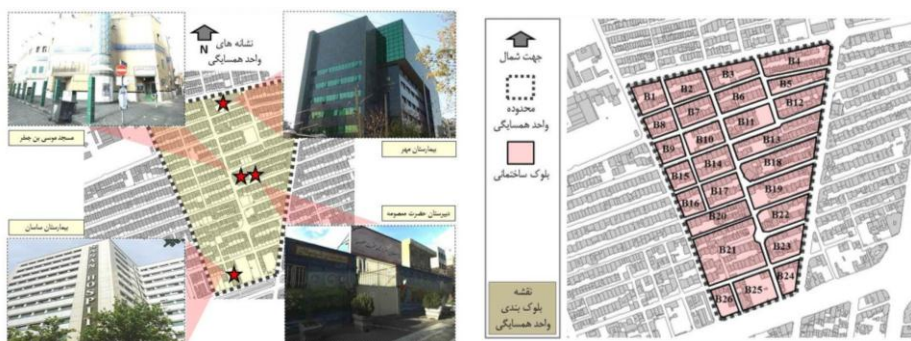 نشانه های
واحد همسایگی
N
مسجد موسی بن جعفر
بیمارستان مهر
بیمارستان ساسان
دبیرستان حضرت معصومه
جهت شمال
محدوده
واحد همسایگی
بلوک ساختمانی
نقشه
بلوک بندی
واحد همسایگی
B1
B2
B3
B4
B5
B6
B7
B8
B9
B10
B11
B12
B13
B14
B15
B16
B17
B18
B19
B20
B21
B22
B23
B24
B25
B26